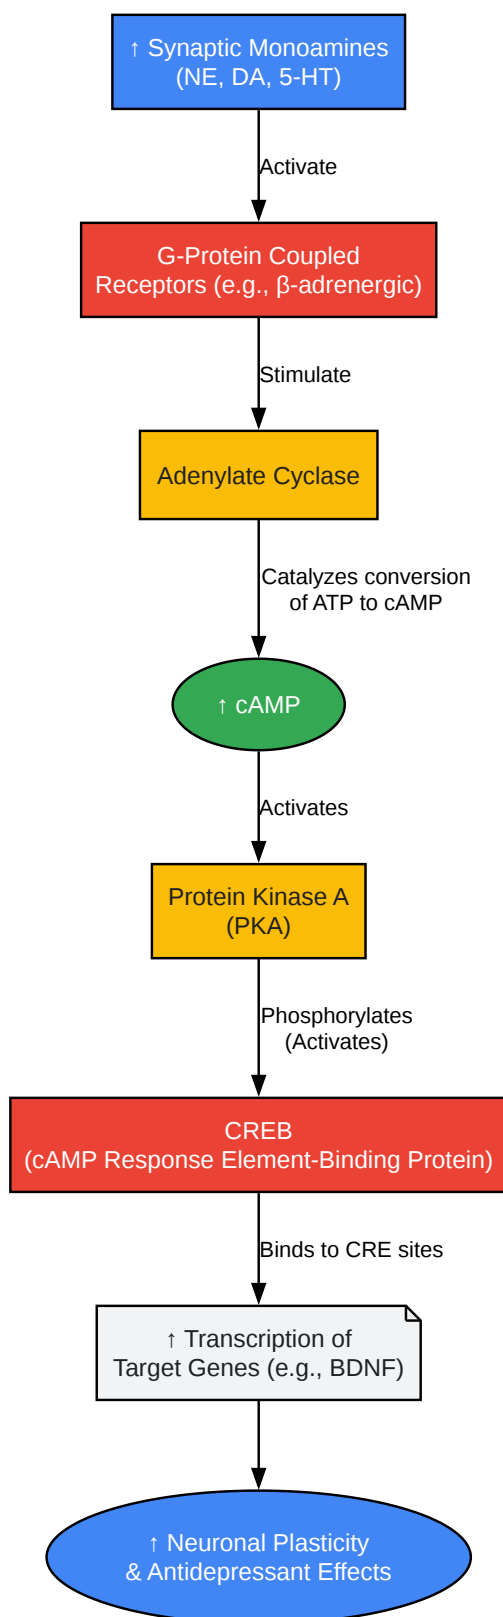 ↑ Synaptic Monoamines
(NE, DA, 5-HT)
Activate
G-Protein Coupled
Receptors (e.g., β-adrenergic)
Stimulate
Adenylate Cyclase
Catalyzes conversion
of ATP to cAMP
↑ cAMP
Activates
Protein Kinase A
(PKA)
Phosphorylates
(Activates)
CREB
(cAMP Response Element-Binding Protein)
Binds to CRE sites
↑ Transcription of
Target Genes (e.g., BDNF)
↑ Neuronal Plasticity
& Antidepressant Effects